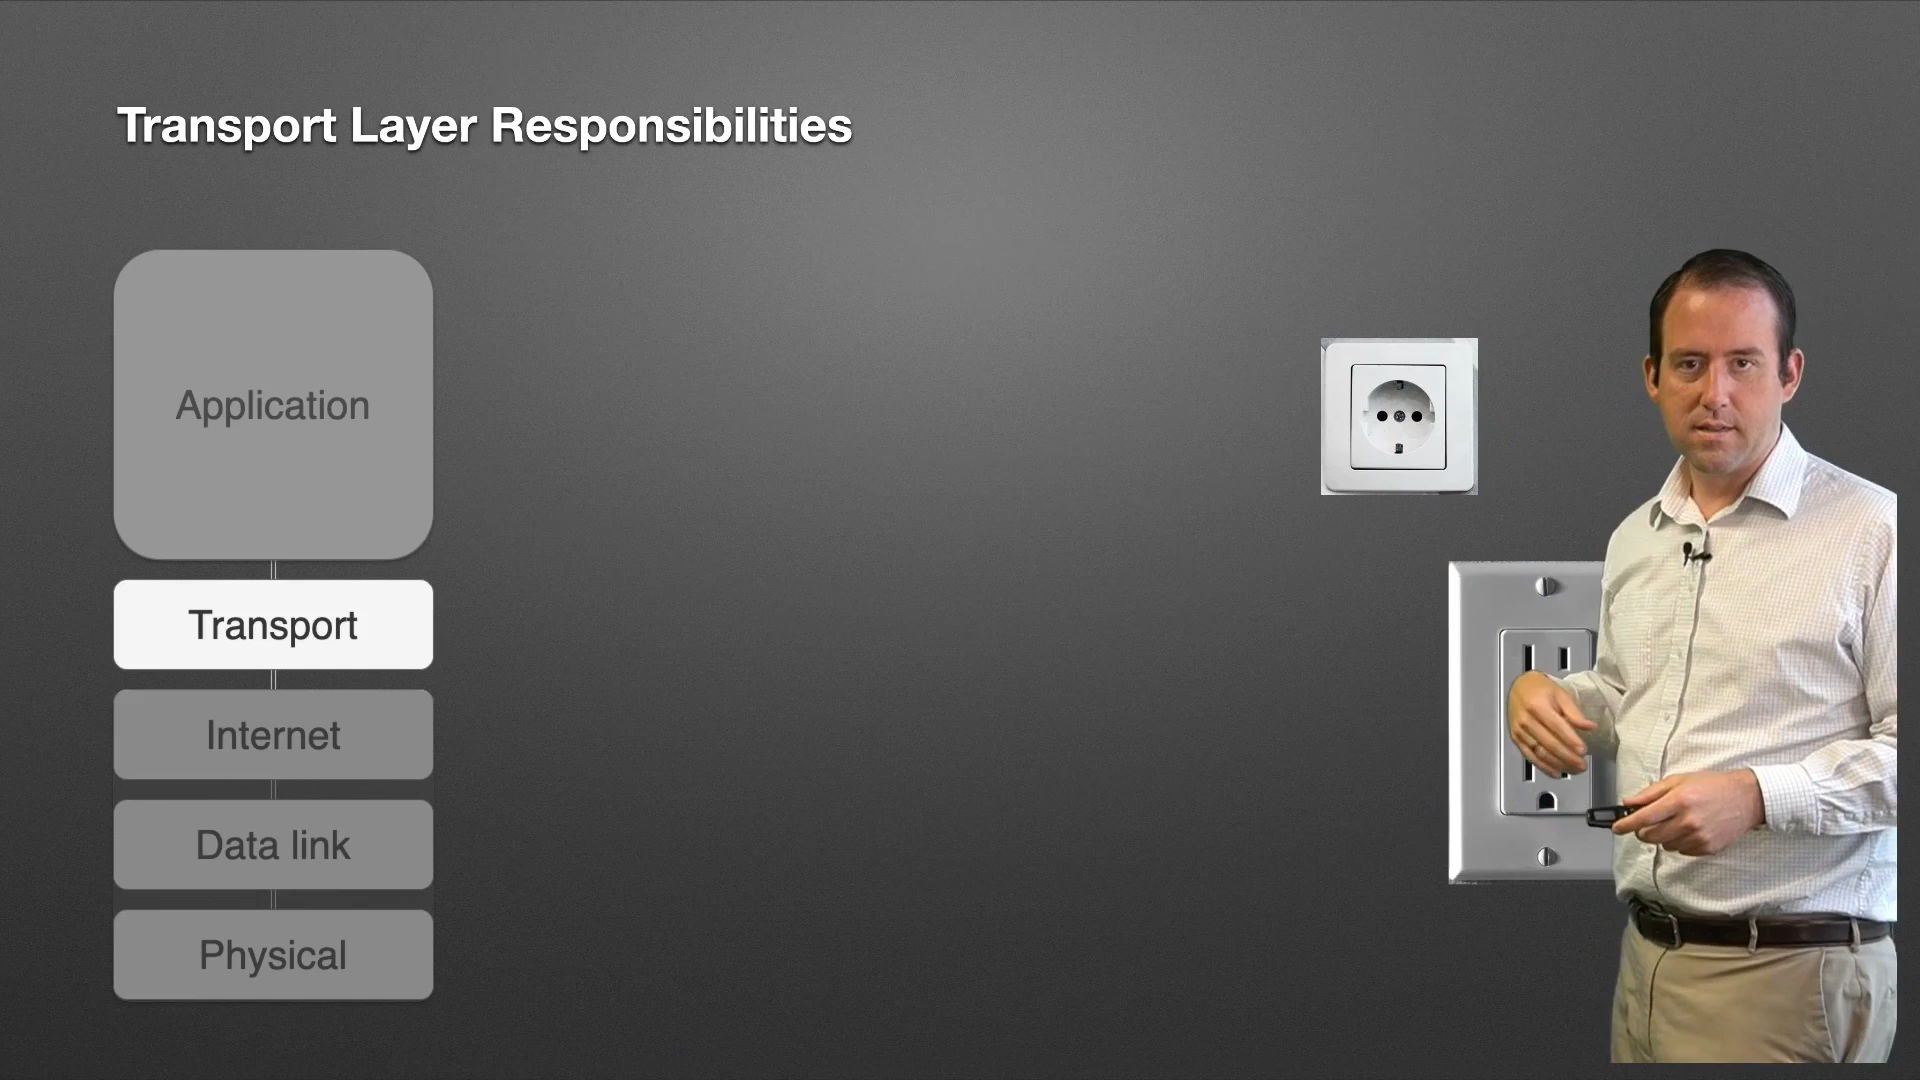 Transport Layer Responsibilities
Application
Transport
Internet
Data link
Physical